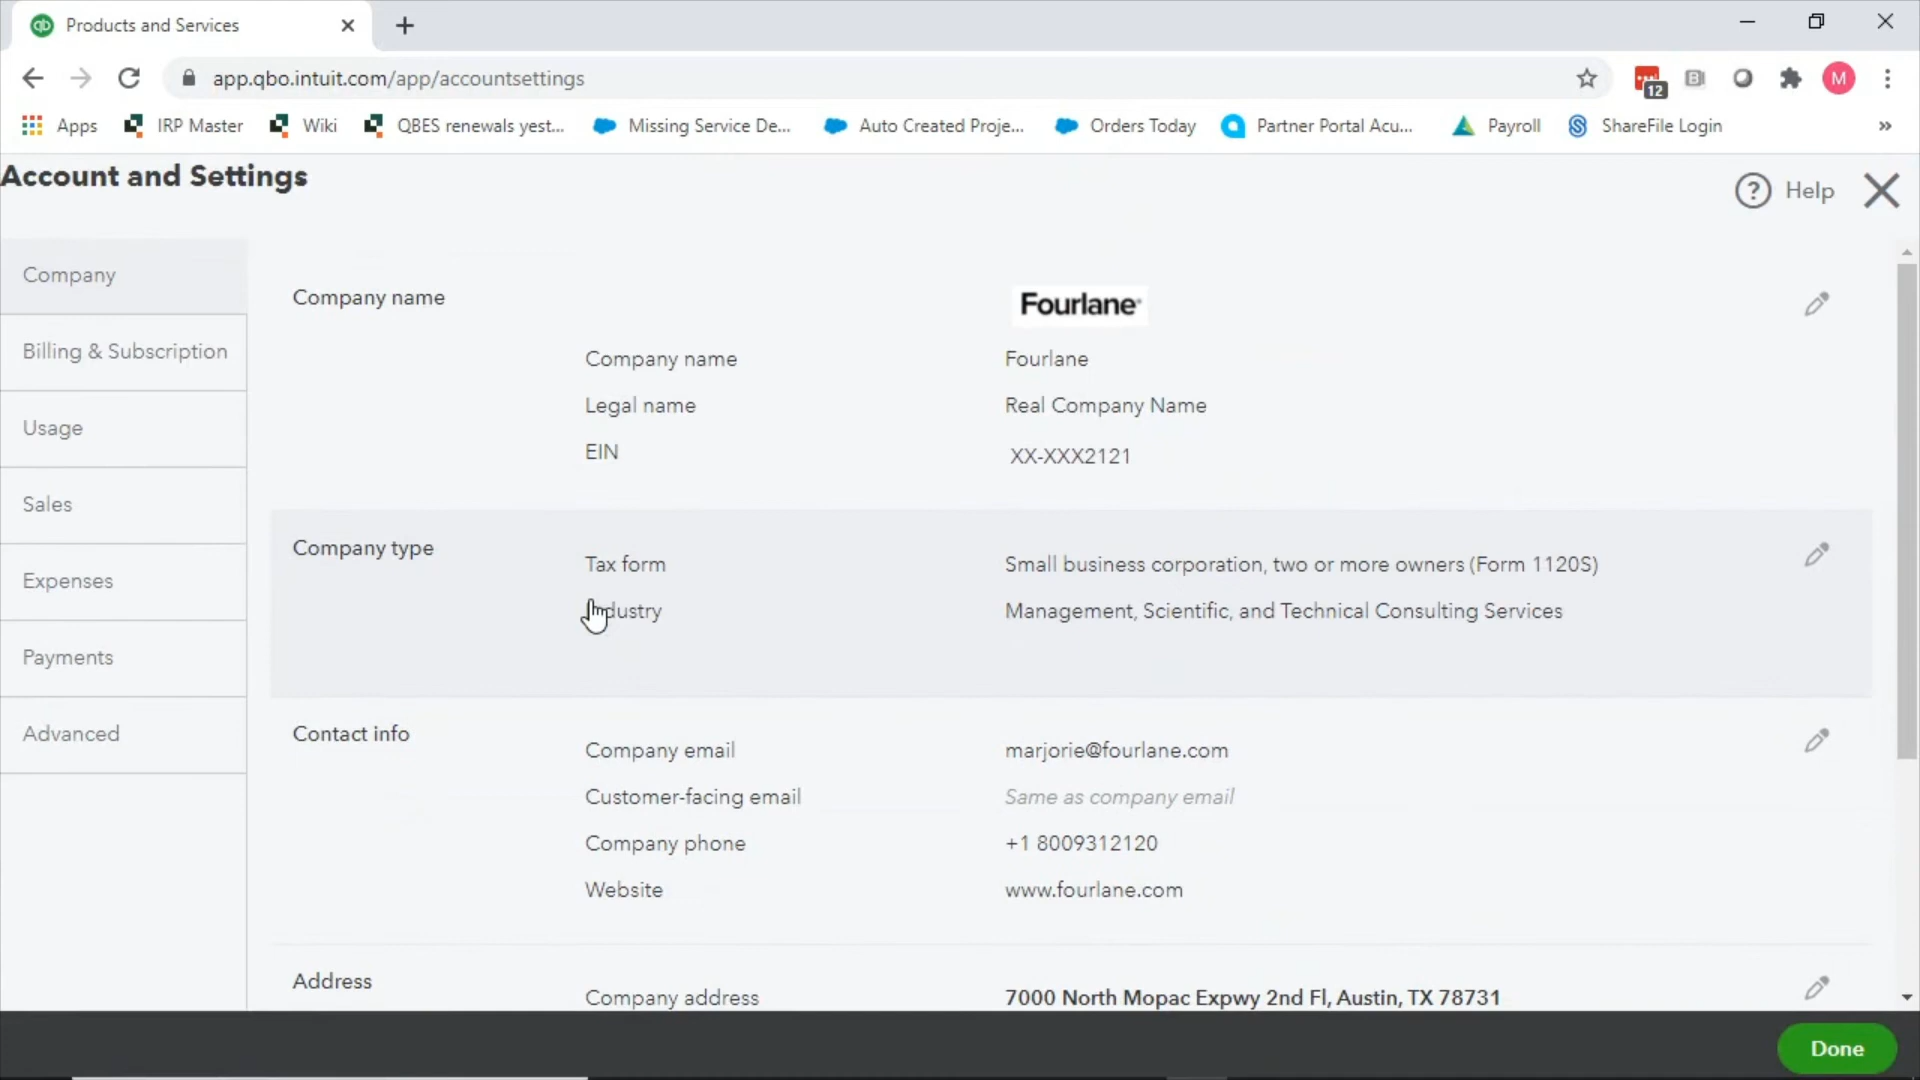 Products and Services
app.qbo.intuit.com/app/accountsettings
12
M
Apps IRP Master Wiki QBES renewals yest... Missing Service De... Auto Created Proje... Orders Today Partner Portal Acu... Payroll ShareFile Login »
Account and Settings
? Help
Company
Billing & Subscription
Usage
Sales
Expenses
Payments
Advanced
Company name
Fourlane
Company name Fourlane
Legal name Real Company Name
EIN XX-XXX2121
Company type
Tax form Small business corporation, two or more owners (Form 1120S)
dustry Management, Scientific, and Technical Consulting Services
Contact info
Company email marjorie@fourlane.com
Customer-facing email Same as company email
Company phone +1 8009312120
Website www.fourlane.com
Address
Company address 7000 North Mopac Expwy 2nd Fl, Austin, TX 78731
Done